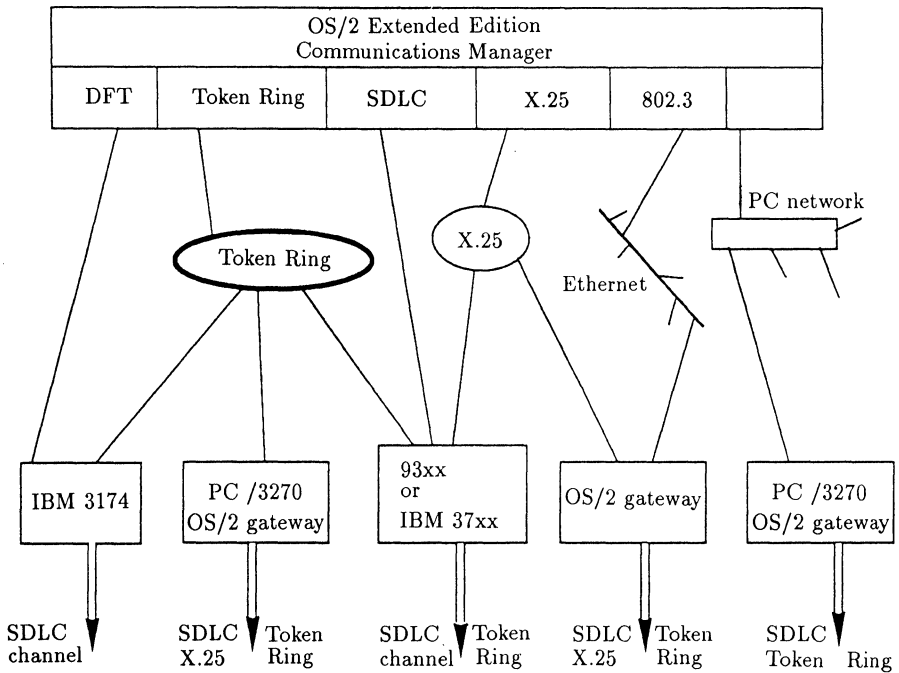 OS/2 Extended Edition
Communications Manager
DFT
Token Ring
SDLC
X.25
802.3
PC network
Token Ring
X.25
Ethernet
IBM 3174
PC /3270
OS/2 gateway
93xx
or
IBM 37xx
OS/2 gateway
PC /3270
OS/2 gateway
SDLC
channel
SDLC
X.25
Token
Ring
SDLC
channel
Token
Ring
SDLC
X.25
Token
Ring
SDLC
Token Ring